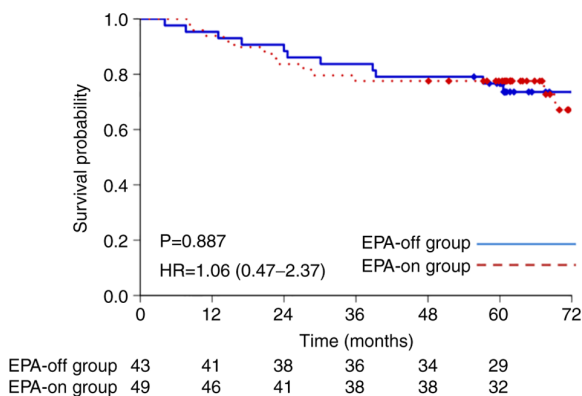 1.0
0.8
0.6
0.4
0.2
0.0
Survival probability
P=0.887
HR=1.06 (0.47–2.37)
EPA-off group
EPA-on group
0 12 24 36 48 60 72
Time (months)
EPA-off group 43 41 38 36 34 29
EPA-on group 49 46 41 38 38 32